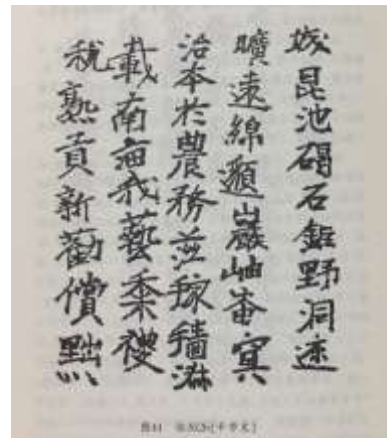 城昆池碣石鉅野洞庭
曠遠綿邈巖岫杳冥
治本於農務茲稼穡俶
載南畝我藝黍稷
稅熟貢新勸償黜